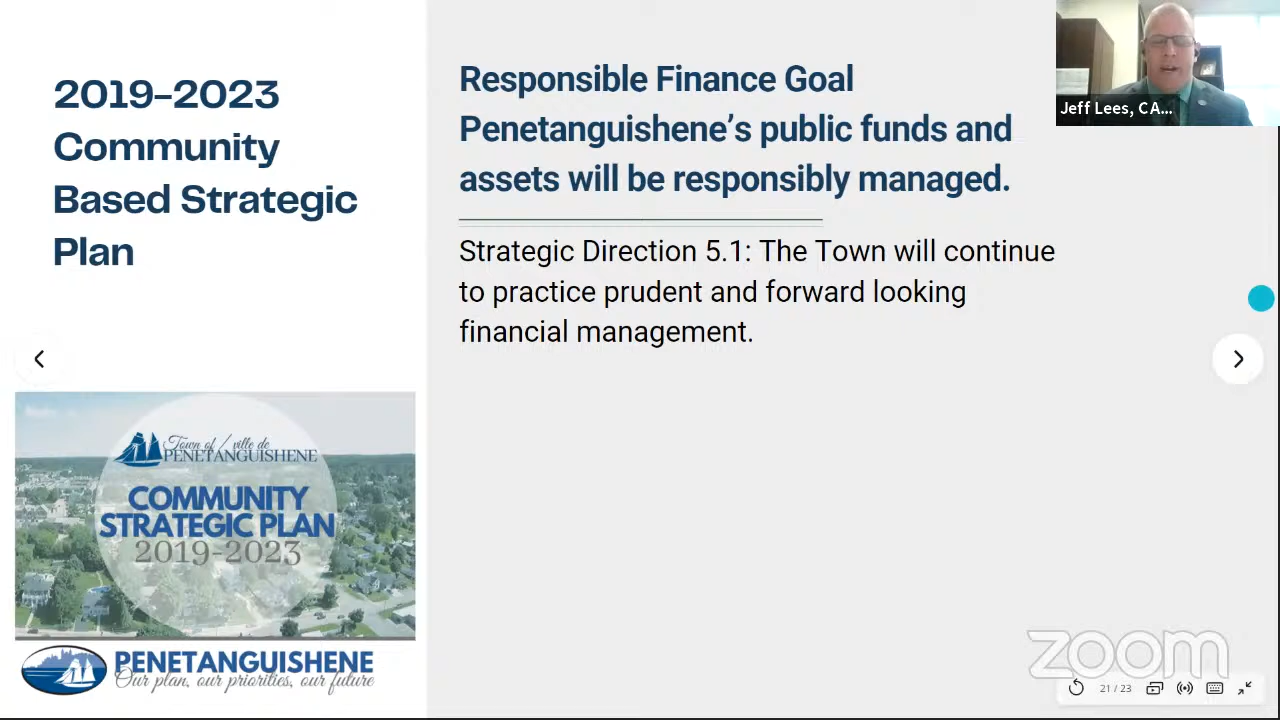 2019-2023
Community
Based Strategic
Plan
Responsible Finance Goal
Penetanguishene's public funds and
assets will be responsibly managed.
Strategic Direction 5.1: The Town will continue
to practice prudent and forward looking
financial management.
Jeff Lees, CA...
Town of / ville de
PENETANGUISHENE
COMMUNITY
STRATEGIC PLAN
2019-2023
PENETANGUISHENE
Our plan, our priorities, our future
zoom
21 / 23